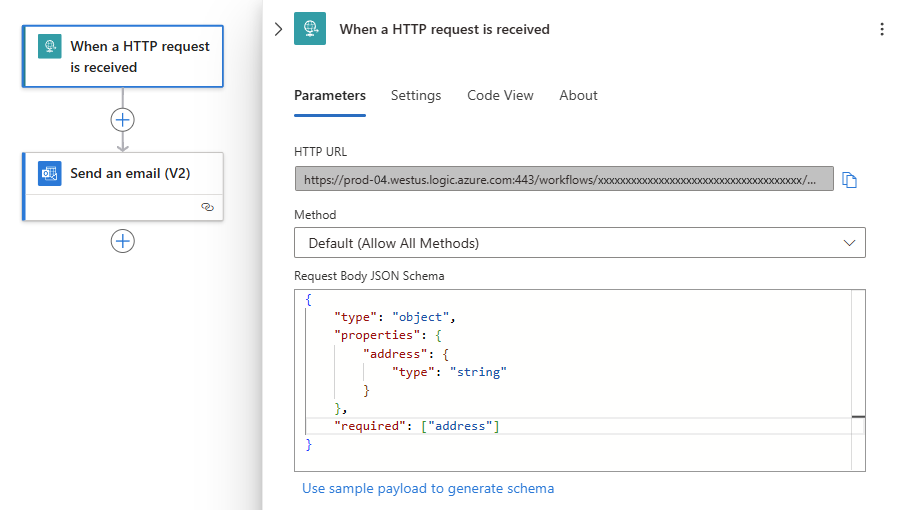 When a HTTP request
is received
Send an email (V2)
When a HTTP request is received
Parameters Settings Code View About
HTTP URL
https://prod-04.westus.logic.azure.com:443/workflows/xxxxxxxxxxxxxxxxxxxxxxxxxxxxxxxxxxxxx/...
Method
Default (Allow All Methods)
Request Body JSON Schema
{
    "type": "object",
    "properties": {
        "address": {
            "type": "string"
        }
    },
    "required": ["address"]
}
Use sample payload to generate schema